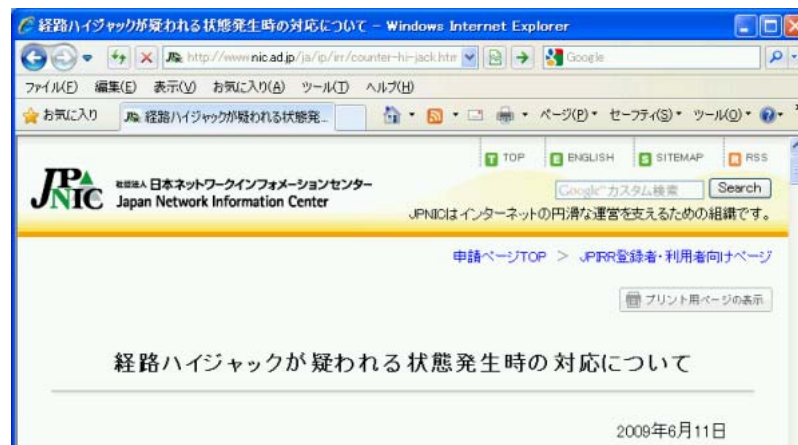 経路ハイジャックが疑われる状態発生時の対応について - Windows Internet Explorer
http://www.nic.ad.jp/ja/ip/irr/counter-hi-jack.htm
Google
ファイル(F) 編集(E) 表示(V) お気に入り(A) ツール(T) ヘルプ(H)
お気に入り 経路ハイジャックが疑われる状態発... ページ(P) セーフティ(S) ツール(O)
TOP ENGLISH SITEMAP RSS
JPNIC 社団法人 日本ネットワークインフォメーションセンター
Japan Network Information Center
Google カスタム検索 Search
JPNICはインターネットの円滑な運営を支えるための組織です。
申請ページTOP > JPIRR登録者・利用者向けページ
プリント用ページの表示
経路ハイジャックが疑われる状態発生時の対応について
2009年6月11日